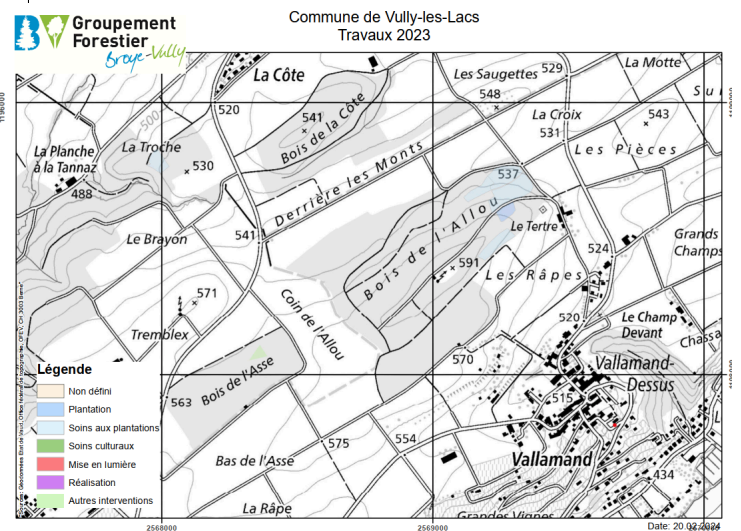 Groupement
Forestier
Broye-Vully
Commune de Vully-les-Lacs
Travaux 2023
La Côte
Les Saugettes
529
La Motte
548
520
541
Bois de la Côte
La Croix
543
531
500
La Troche
La Planche
à la Tannaz
530
Les Pièces
488
Derrière les Monts
537
Le Brayon
541
Bois de l'Allou
Le Tertre
524
Grands
Champs
591
Les Râpes
571
Coin de l'Allou
520
Le Champ
Devant
Tremblex
570
Chassa
Vallamand-
Dessus
Bois de l'Asse
563
515
575
554
Bas de l'Asse
Vallamand
434
La Râpe
Grandes Vignes
Légende
Non défini
Plantation
Soins aux plantations
Soins culturaux
Mise en lumière
Réalisation
Autres interventions
2568000
2569000
Date: 20.02.2024